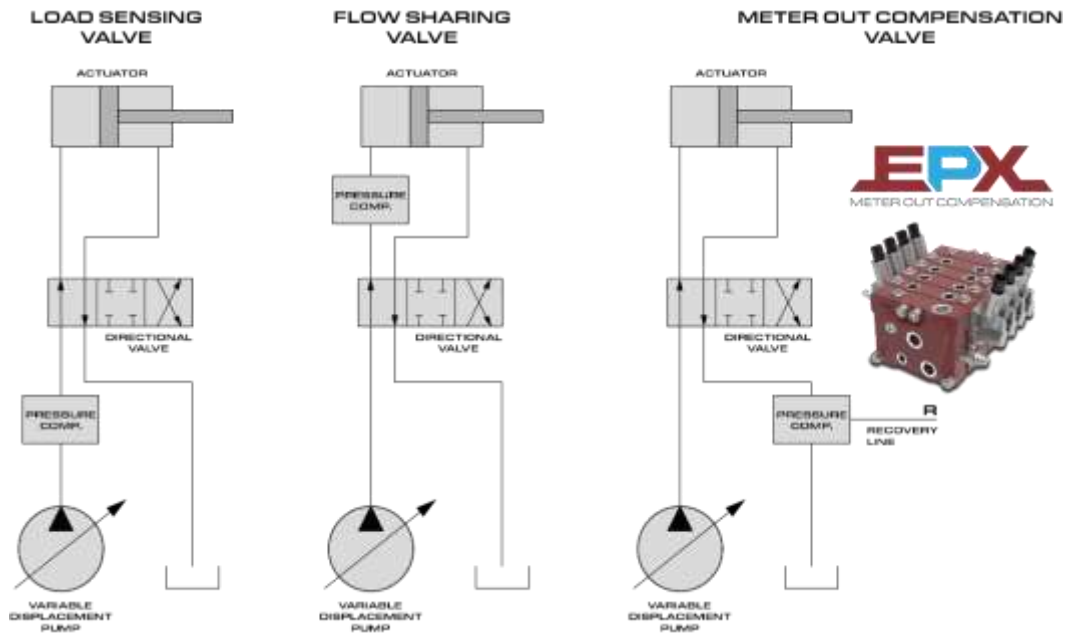 LOAD SENSING
VALVE
ACTUATOR
PRESSURE
COMP.
DIRECTIONAL
VALVE
VARIABLE
DISPLACEMENT
PUMP
FLOW SHARING
VALVE
ACTUATOR
PRESSURE
COMP.
DIRECTIONAL
VALVE
VARIABLE
DISPLACEMENT
PUMP
METER OUT COMPENSATION
VALVE
ACTUATOR
EPX
METER OUT COMPENSATION
DIRECTIONAL
VALVE
PRESSURE
COMP.
R
RECOVERY
LINE
VARIABLE
DISPLACEMENT
PUMP